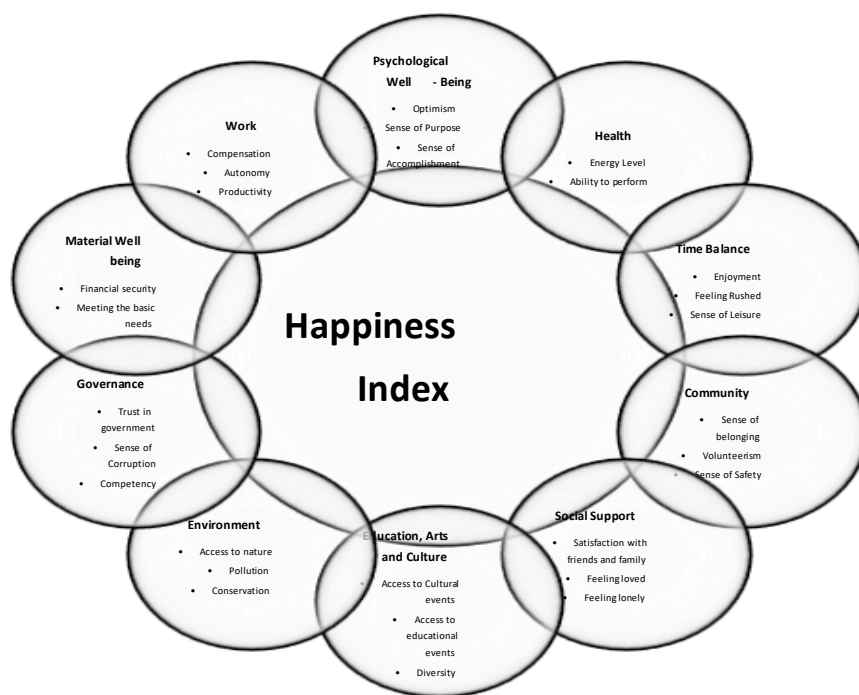 Psychological
Well - Being
• Optimism
Sense of Purpose
• Sense of
Accomplishment
Health
• Energy Level
• Ability to perform
Time Balance
• Enjoyment
• Feeling Rushed
• Sense of Leisure
Community
• Sense of
belonging
• Volunteerism
• Sense of Safety
Social Support
• Satisfaction with
friends and family
• Feeling loved
• Feeling lonely
Education, Arts
and Culture
• Access to Cultural
events
• Access to
educational
events
• Diversity
Environment
• Access to nature
• Pollution
• Conservation
Governance
• Trust in
government
• Sense of
Corruption
• Competency
Material Well
being
• Financial security
• Meeting the basic
needs
Work
• Compensation
• Autonomy
• Productivity
Happiness
Index